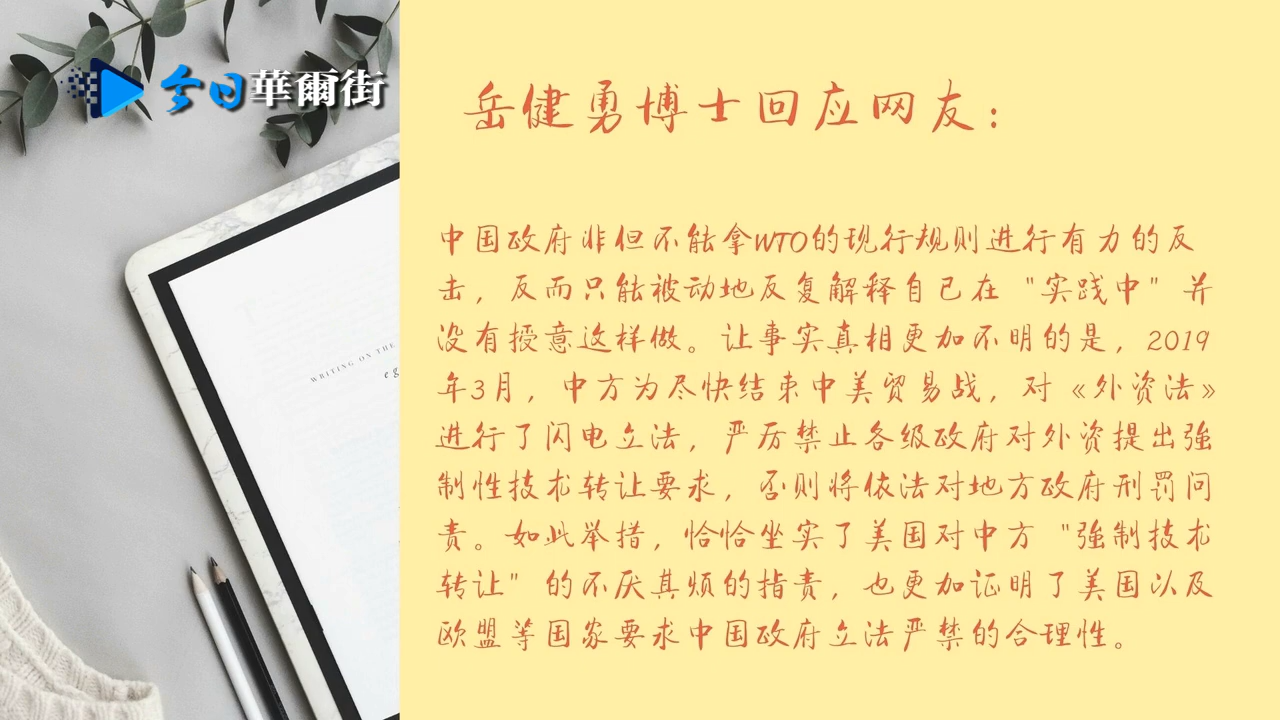 今日華爾街
岳健勇博士回应网友：
中国政府非但不能拿WTO的现行规则进行有力的反
击，反而只能被动地反复解释自己在"实践中"并
没有授意这样做。让事实真相更加不明的是，2019
年3月，中方为尽快结束中美贸易战，对《外资法》
进行了闪电立法，严厉禁止各级政府对外资提出强
制性技术转让要求，否则将依法对地方政府刑罚问
责。如此举措，恰恰坐实了美国对中方"强制技术
转让"的不厌其烦的指责，也更加证明了美国以及
欧盟等国家要求中国政府立法严禁的合理性。
WRITING ON THE
eg